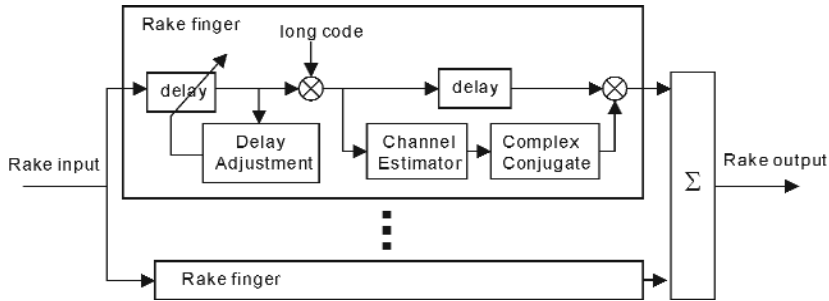 Rake finger
long code
delay
delay
Delay
Adjustment
Channel
Estimator
Complex
Conjugate
Rake input
Σ
Rake output
Rake finger